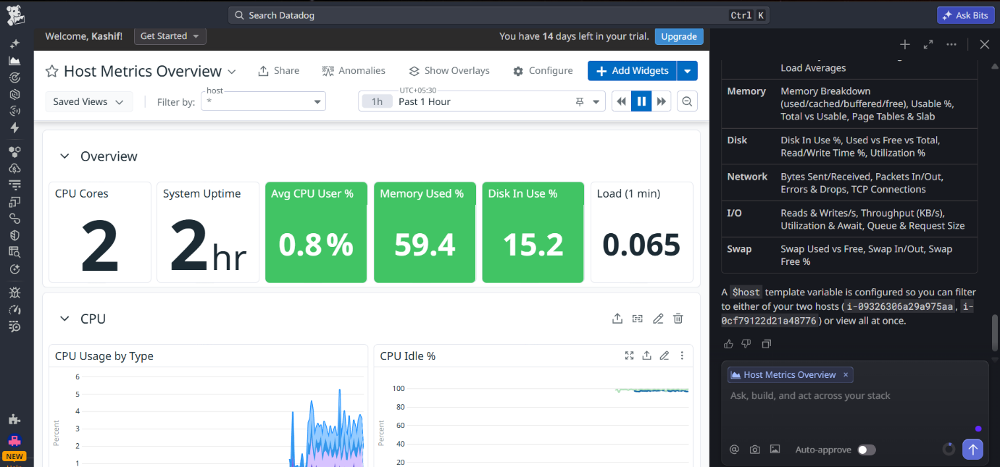 Search Datadog
Ctrl K
Ask Bits
Welcome, Kashif!
Get Started
You have 14 days left in your trial.
Upgrade
Host Metrics Overview
Share
Anomalies
Show Overlays
Configure
Add Widgets
Saved Views
Filter by:
host
*
UTC+05:30
1h
Past 1 Hour
Overview
CPU Cores
2
System Uptime
2hr
Avg CPU User %
0.8%
Memory Used %
59.4
Disk In Use %
15.2
Load (1 min)
0.065
CPU
CPU Usage by Type
6
5
4
3
2
1
Percent
CPU Idle %
100
80
60
40
20
Percent
Load Averages
Memory
Memory Breakdown
(used/cached/buffered/free), Usable %,
Total vs Usable, Page Tables & Slab
Disk
Disk In Use %, Used vs Free vs Total,
Read/Write Time %, Utilization %
Network
Bytes Sent/Received, Packets In/Out,
Errors & Drops, TCP Connections
I/O
Reads & Writes/s, Throughput (KB/s),
Utilization & Await, Queue & Request Size
Swap
Swap Used vs Free, Swap In/Out, Swap
Free %
A $host template variable is configured so you can filter
to either of your two hosts (i-09326306a29a975aa, i-
0cf79122d21a48776) or view all at once.
Host Metrics Overview ×
Ask, build, and act across your stack
@
Auto-approve
NEW